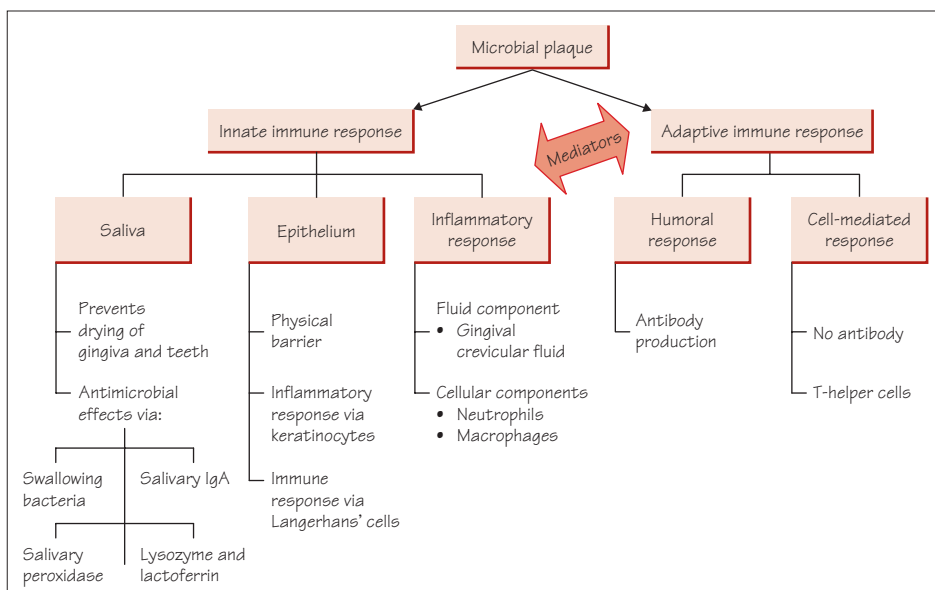 Microbial plaque
Innate immune response
Mediators
Adaptive immune response
Saliva
Epithelium
Inflammatory
response
Humoral
response
Cell-mediated
response
Prevents
drying of
gingiva and teeth
Antimicrobial
effects via:
Swallowing
bacteria
Salivary IgA
Salivary
peroxidase
Lysozyme and
lactoferrin
Physical
barrier
Inflammatory
response via
keratinocytes
Immune
response via
Langerhans' cells
Fluid component
• Gingival
crevicular fluid
Cellular components
• Neutrophils
• Macrophages
Antibody
production
No antibody
T-helper cells